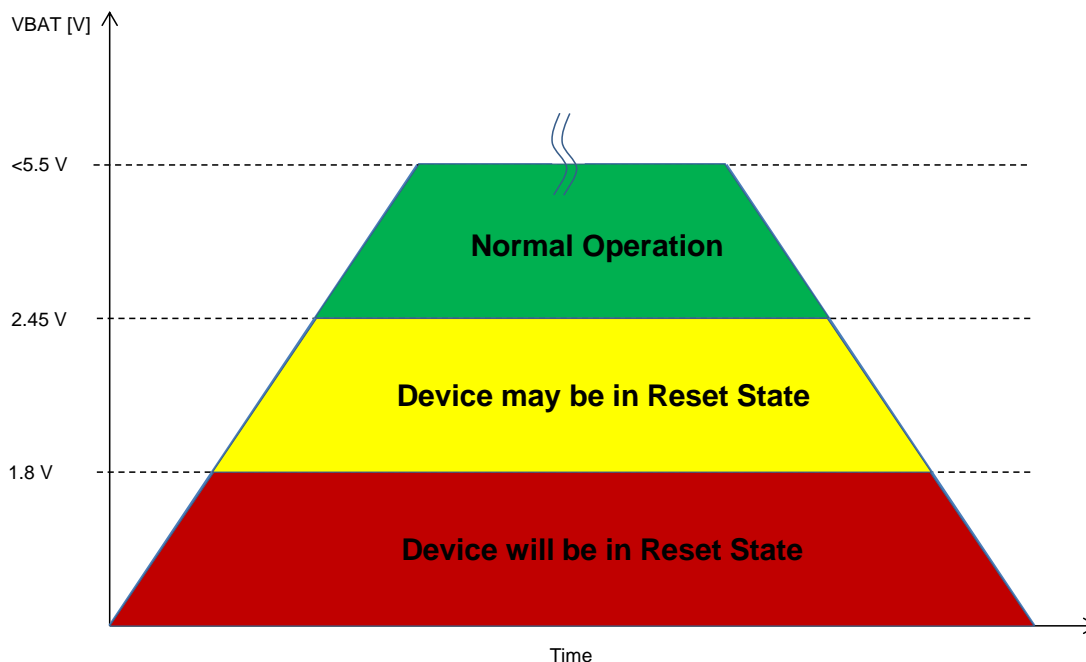 VBAT [V]
<5.5 V
Normal Operation
2.45 V
Device may be in Reset State
1.8 V
Device will be in Reset State
Time